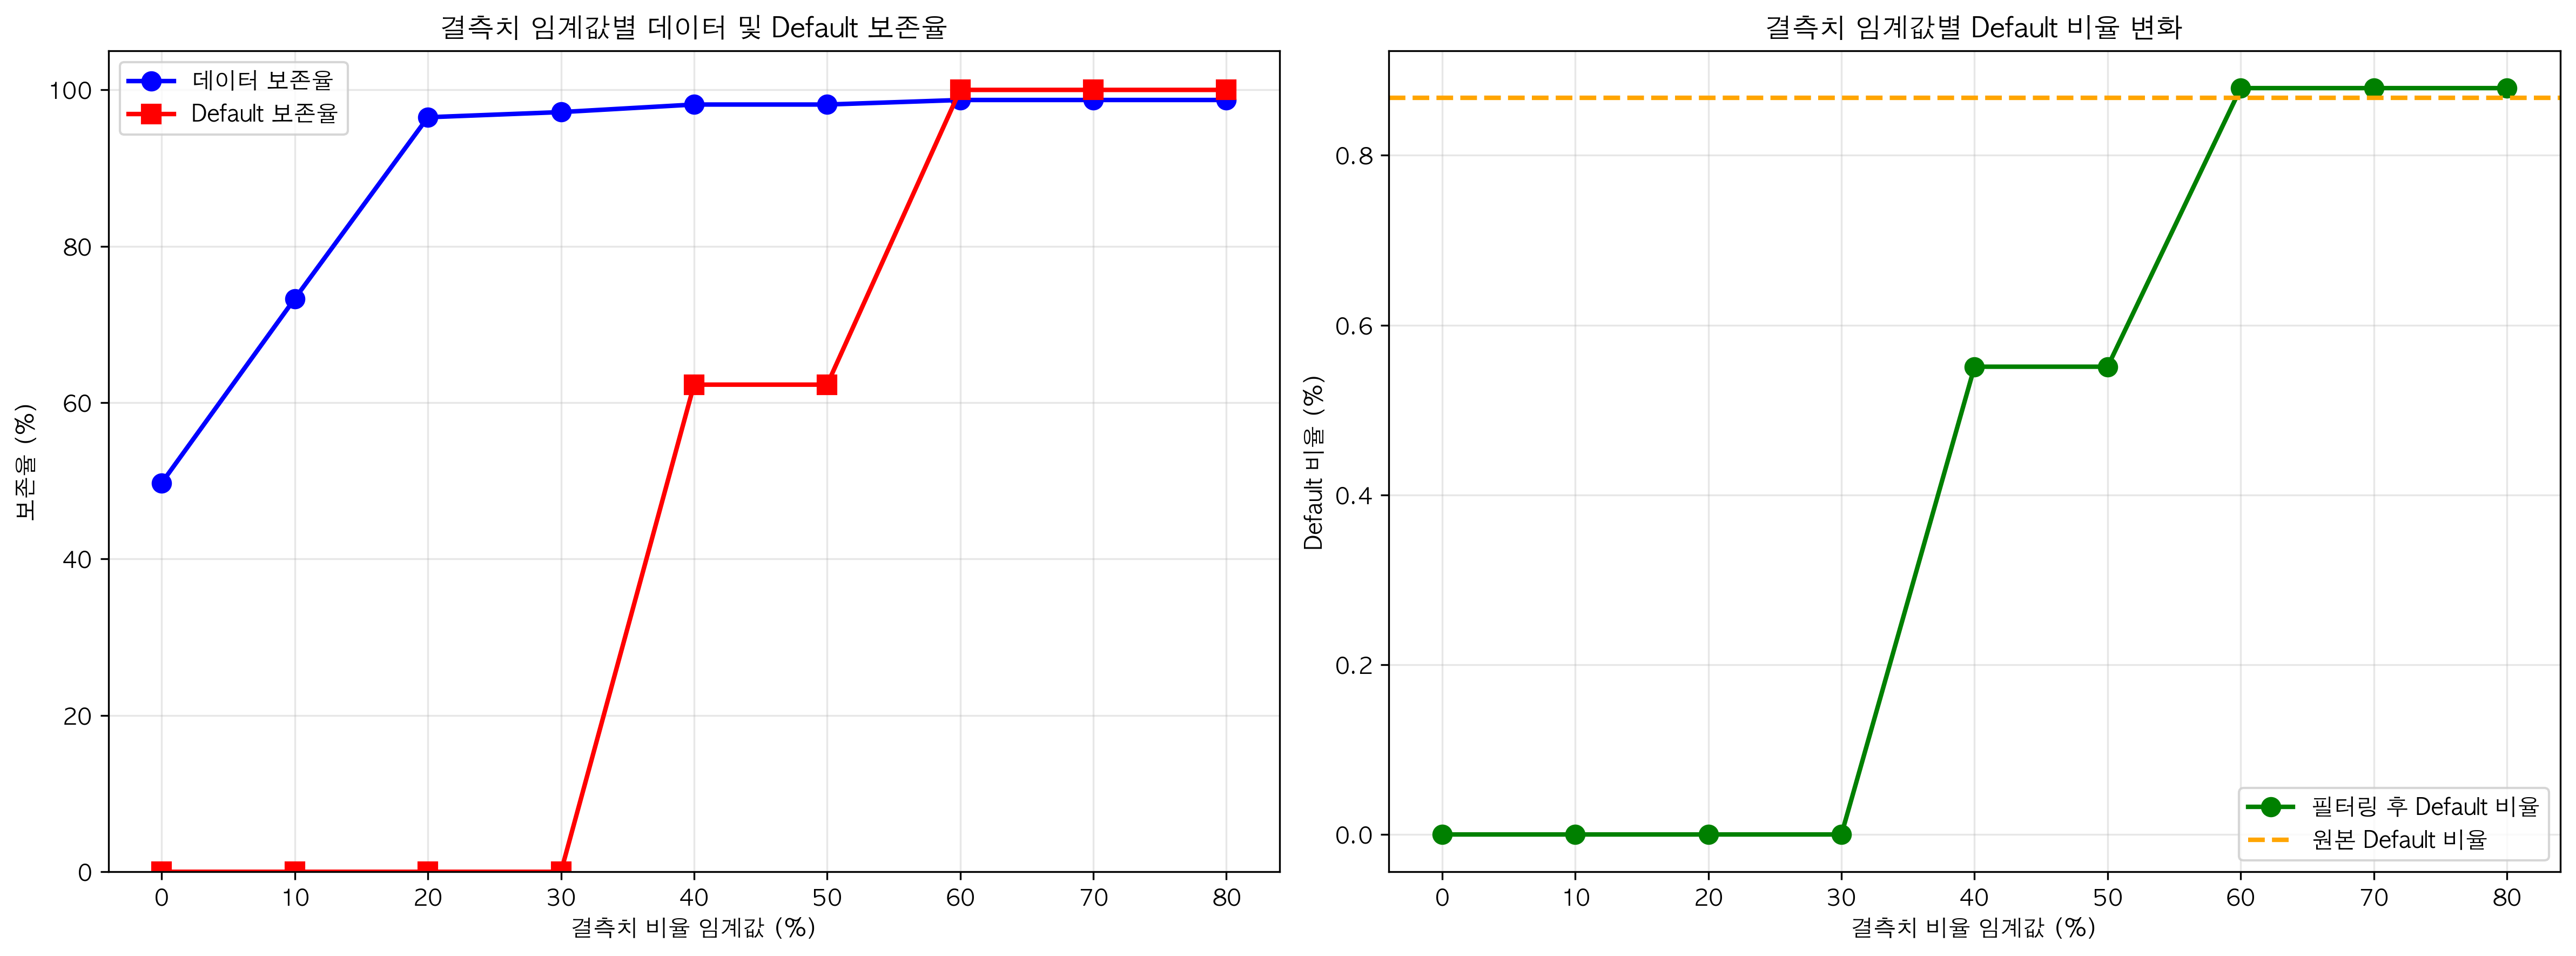 결측치 임계값별 데이터 및 Default 보존율
데이터 보존율
Default 보존율
보존율 (%)
100
80
60
40
20
0
0 10 20 30 40 50 60 70 80
결측치 비율 임계값 (%)
결측치 임계값별 Default 비율 변화
Default 비율 (%)
0.8
0.6
0.4
0.2
0.0
필터링 후 Default 비율
원본 Default 비율
0 10 20 30 40 50 60 70 80
결측치 비율 임계값 (%)